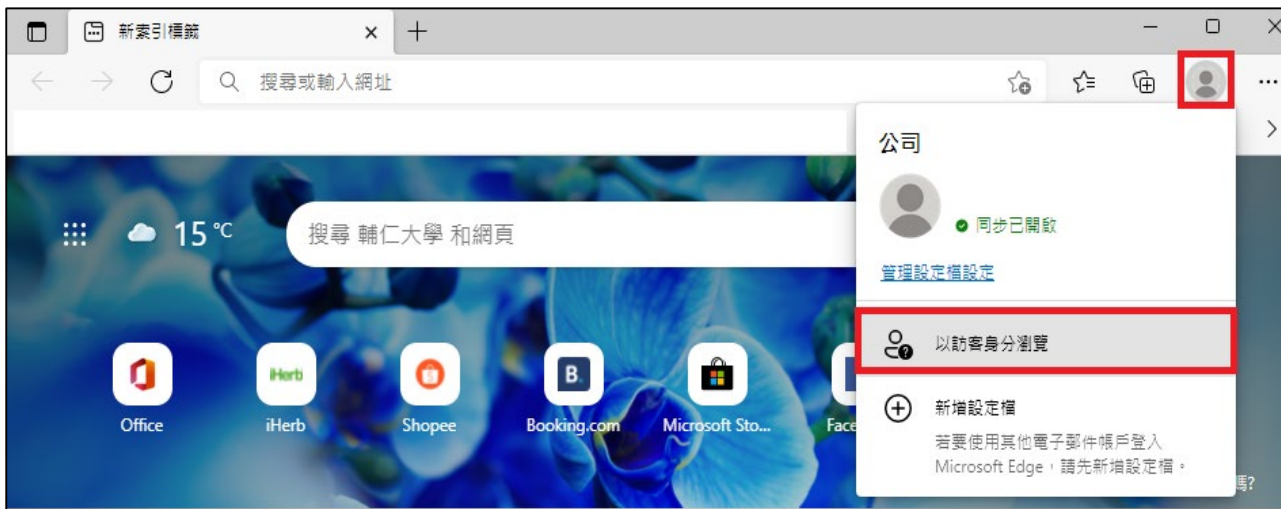 新索引標籤
搜尋或輸入網址
公司
同步已開啟
管理設定檔設定
15 °C
搜尋 輔仁大學 和網頁
以訪客身分瀏覽
新增設定檔
若要使用其他電子郵件帳戶登入
Microsoft Edge，請先新增設定檔。
iHerb
B.
Office
iHerb
Shopee
Booking.com
Microsoft Sto...
Face
嗎?